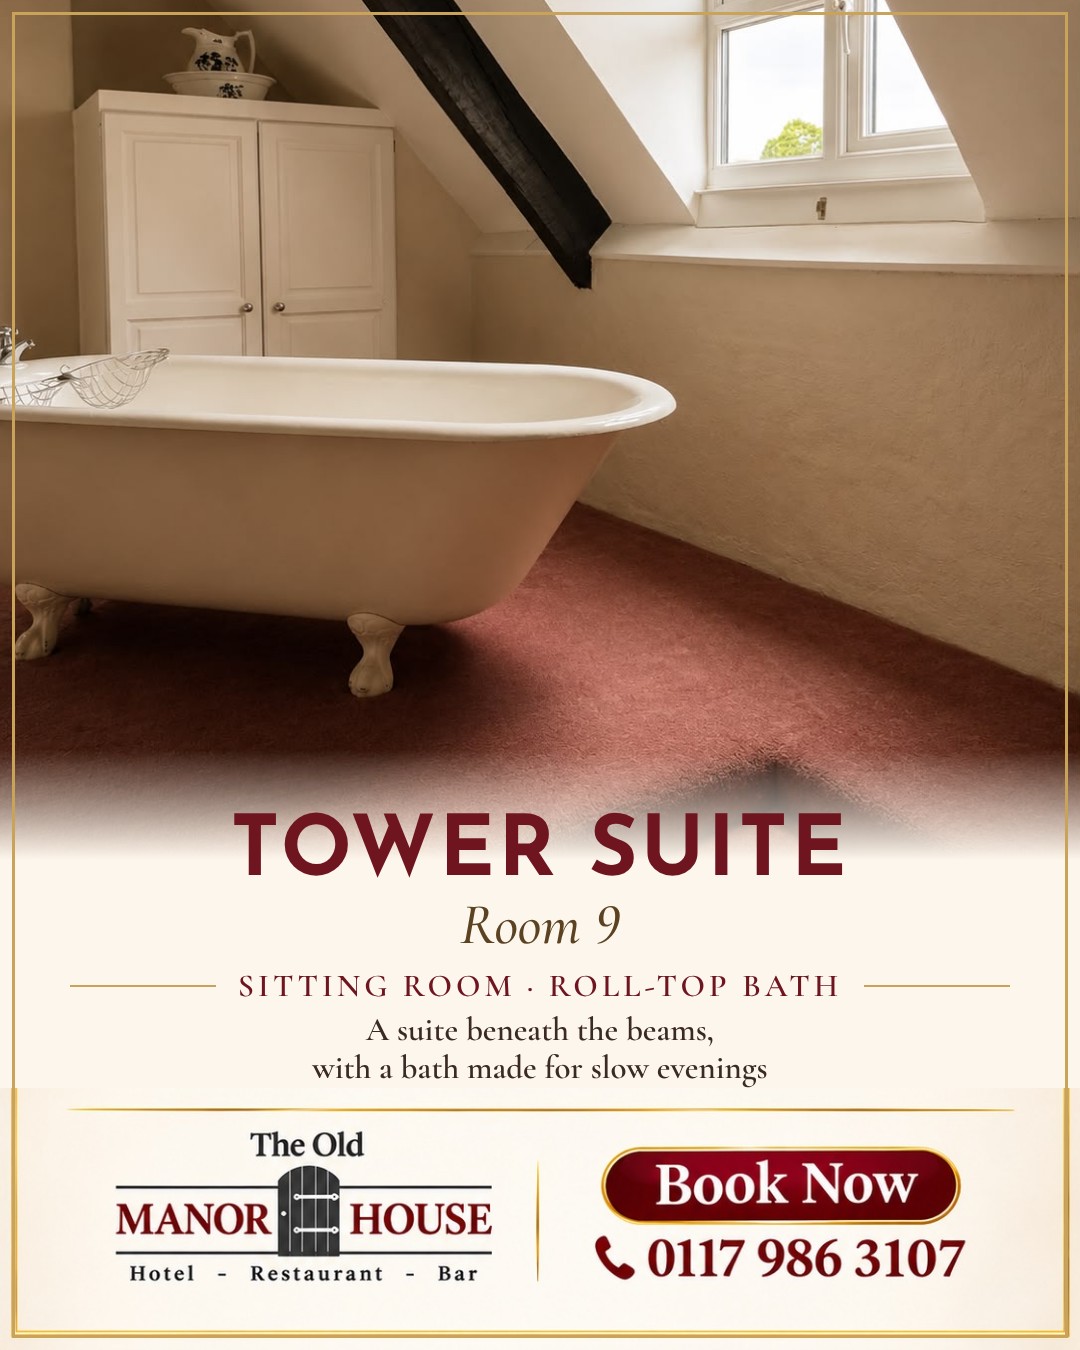 TOWER SUITE
Room 9
SITTING ROOM · ROLL-TOP BATH
A suite beneath the beams,
with a bath made for slow evenings
The Old
MANOR HOUSE
Hotel - Restaurant - Bar
Book Now
0117 986 3107